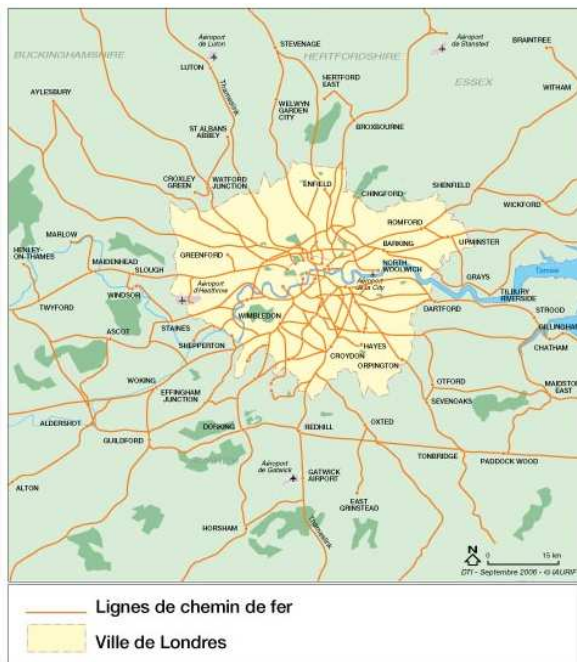 Aéroport
de Luton
STEVENAGE
Aéroport
de Stansted
BRAINTREE
BUCKINGHAMSHIRE
HERTFORDSHIRE
LUTON
Thameslink
HERTFORD
EAST
ESSEX
WITHAM
AYLESBURY
WELWYN
GARDEN
CITY
BROXBOURNE
ST ALBANS
ABBEY
CROXLEY
GREEN
WATFORD
JUNCTION
ENFIELD
CHINGFORD
SHENFIELD
WICKFORD
ROMFORD
MARLOW
HENLEY
-ON-THAMES
MAIDENHEAD
SLOUGH
GREENFORD
BARKING
UPMINSTER
NORTH
WOOLWICH
GRAYS
Tamise
WINDSOR
Aéroport
d'Heathrow
Aéroport
de la City
TILBURY
RIVERSIDE
TWYFORD
STAINES
WIMBLEDON
DARTFORD
STROOD
GILLINGHAM
ASCOT
SHEPPERTON
HAYES
CHATHAM
CROYDON
ORPINGTON
WOKING
EFFINGHAM
JUNCTION
OTFORD
MAIDSTONE
EAST
SEVENOAKS
ALDERSHOT
DORKING
REDHILL
OXTED
GUILDFORD
TONBRIDGE
PADDOCK WOOD
Aéroport
de Gatwick
GATWICK
AIRPORT
ALTON
EAST
GRINSTEAD
HORSHAM
Thameslink
N
0 15 km
DTI - Septembre 2006 - © IAURIF
Lignes de chemin de fer
Ville de Londres